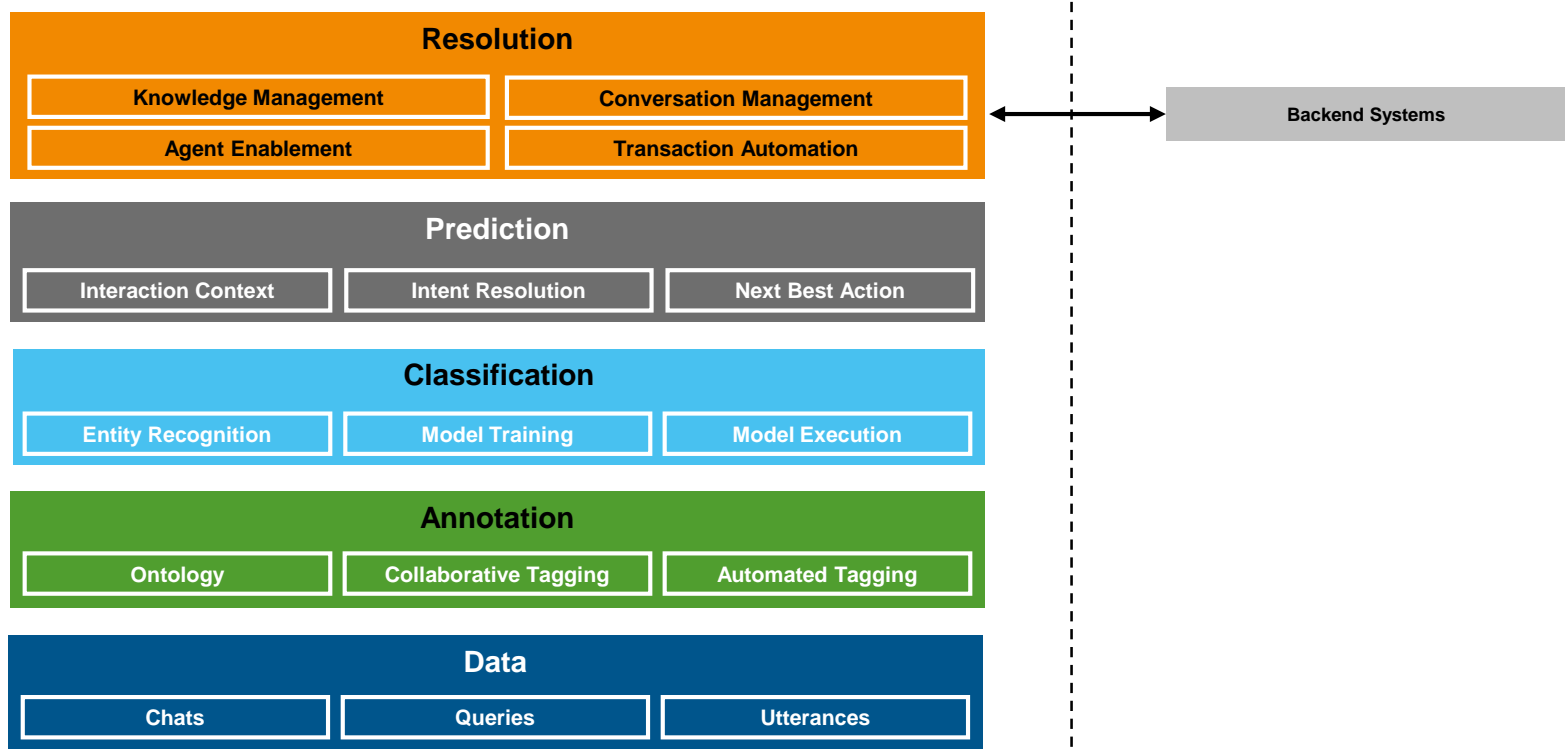 Resolution
Knowledge Management
Conversation Management
Agent Enablement
Transaction Automation
Backend Systems
Prediction
Interaction Context
Intent Resolution
Next Best Action
Classification
Entity Recognition
Model Training
Model Execution
Annotation
Ontology
Collaborative Tagging
Automated Tagging
Data
Chats
Queries
Utterances